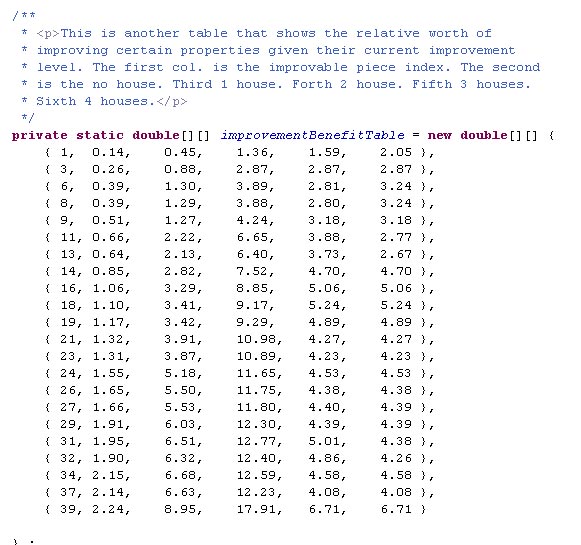 /**
* <p>This is another table that shows the relative worth of
* improving certain properties given their current improvement
* level. The first col. is the improvable piece index. The second
* is the no house. Third 1 house. Forth 2 house. Fifth 3 houses.
* Sixth 4 houses.</p>
*/
private static double[][] improvementBenefitTable = new double[][] {
{ 1, 0.14, 0.45, 1.36, 1.59, 2.05 },
{ 3, 0.26, 0.88, 2.87, 2.87, 2.87 },
{ 6, 0.39, 1.30, 3.89, 2.81, 3.24 },
{ 8, 0.39, 1.29, 3.88, 2.80, 3.24 },
{ 9, 0.51, 1.27, 4.24, 3.18, 3.18 },
{ 11, 0.66, 2.22, 6.65, 3.88, 2.77 },
{ 13, 0.64, 2.13, 6.40, 3.73, 2.67 },
{ 14, 0.85, 2.82, 7.52, 4.70, 4.70 },
{ 16, 1.06, 3.29, 8.85, 5.06, 5.06 },
{ 18, 1.10, 3.41, 9.17, 5.24, 5.24 },
{ 19, 1.17, 3.42, 9.29, 4.89, 4.89 },
{ 21, 1.32, 3.91, 10.98, 4.27, 4.27 },
{ 23, 1.31, 3.87, 10.89, 4.23, 4.23 },
{ 24, 1.55, 5.18, 11.65, 4.53, 4.53 },
{ 26, 1.65, 5.50, 11.75, 4.38, 4.38 },
{ 27, 1.66, 5.53, 11.80, 4.40, 4.39 },
{ 29, 1.91, 6.03, 12.30, 4.39, 4.39 },
{ 31, 1.95, 6.51, 12.77, 5.01, 4.38 },
{ 32, 1.90, 6.32, 12.40, 4.86, 4.26 },
{ 34, 2.15, 6.68, 12.59, 4.58, 4.58 },
{ 37, 2.14, 6.63, 12.23, 4.08, 4.08 },
{ 39, 2.24, 8.95, 17.91, 6.71, 6.71 }